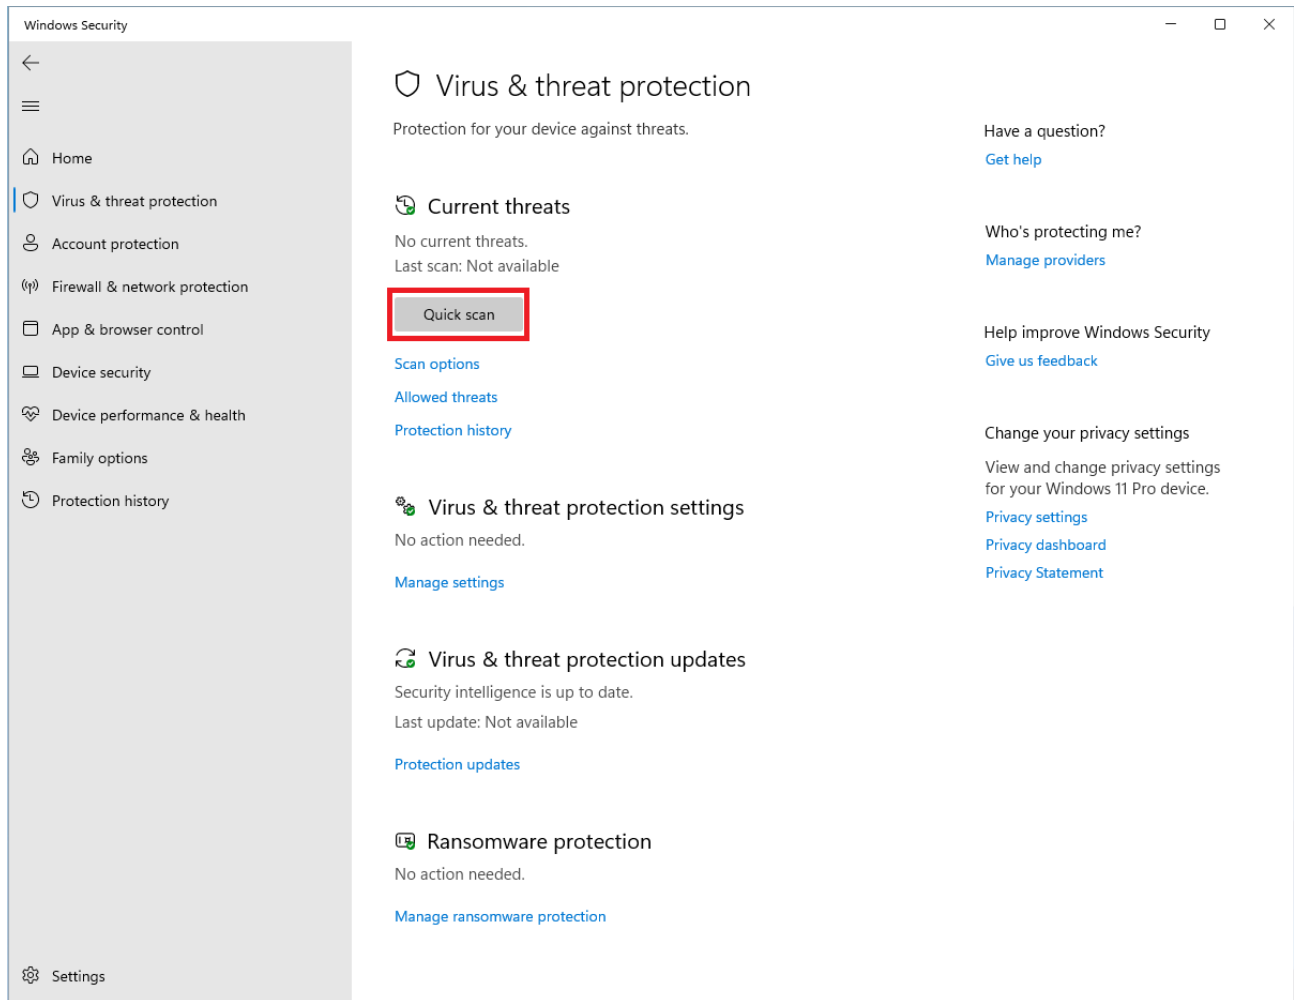 Windows Security
Home
Virus & threat protection
Account protection
Firewall & network protection
App & browser control
Device security
Device performance & health
Family options
Protection history
Settings
Virus & threat protection
Protection for your device against threats.
Current threats
No current threats.
Last scan: Not available
Quick scan
Scan options
Allowed threats
Protection history
Virus & threat protection settings
No action needed.
Manage settings
Virus & threat protection updates
Security intelligence is up to date.
Last update: Not available
Protection updates
Ransomware protection
No action needed.
Manage ransomware protection
Have a question?
Get help
Who's protecting me?
Manage providers
Help improve Windows Security
Give us feedback
Change your privacy settings
View and change privacy settings
for your Windows 11 Pro device.
Privacy settings
Privacy dashboard
Privacy Statement